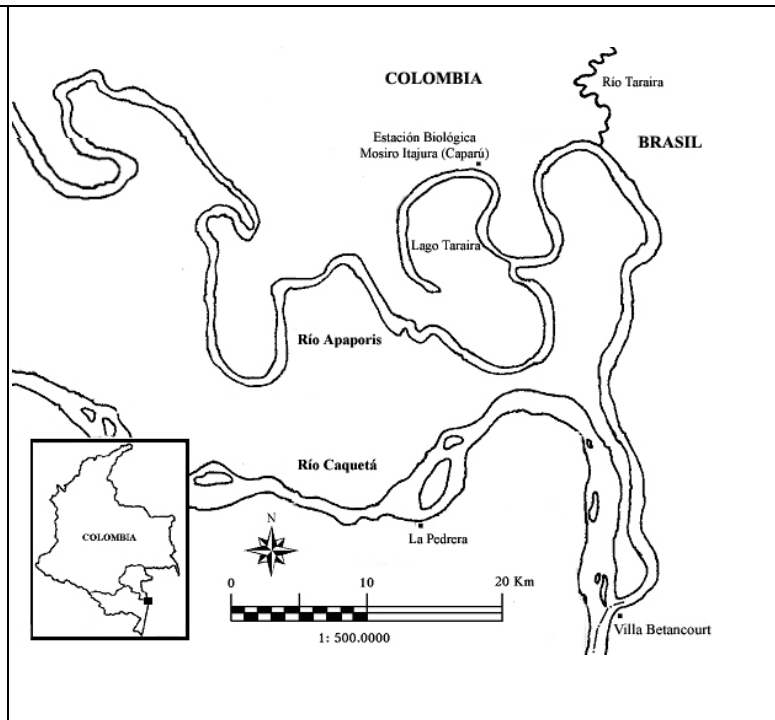 COLOMBIA
Río Taraira
Estación Biológica
Mosiro Itajura (Caparú)
BRASIL
Lago Taraira
Río Apaporis
Río Caquetá
COLOMBIA
N
La Pedrera
0 10 20 Km
1: 500.0000
Villa Betancourt